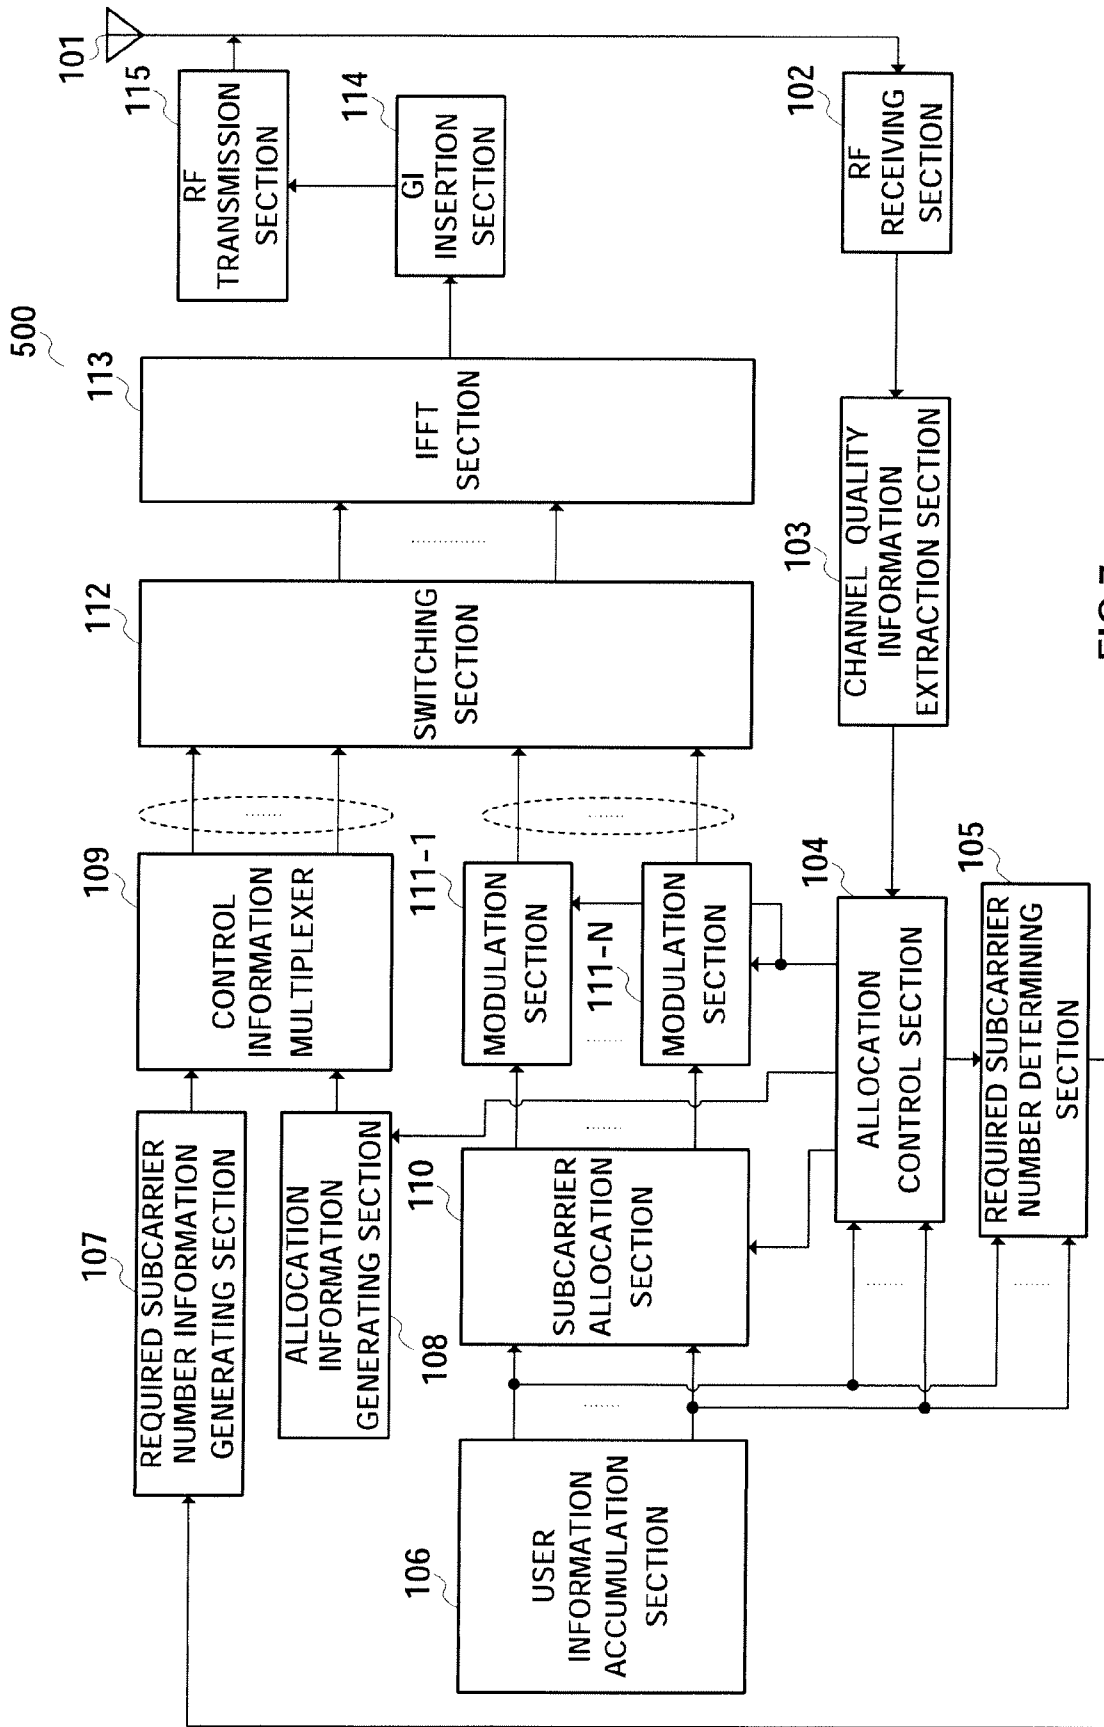 500
101
115
RF
TRANSMISSION
SECTION
114
GI
INSERTION
SECTION
113
IFFT
SECTION
112
SWITCHING
SECTION
109
CONTROL
INFORMATION
MULTIPLEXER
107
REQUIRED SUBCARRIER
NUMBER INFORMATION
GENERATING SECTION
ALLOCATION
INFORMATION
GENERATING SECTION
108
111-1
MODULATION
SECTION
111-N
MODULATION
SECTION
110
SUBCARRIER
ALLOCATION
SECTION
106
USER
INFORMATION
ACCUMULATION
SECTION
102
RF
RECEIVING
SECTION
103
CHANNEL QUALITY
INFORMATION
EXTRACTION SECTION
104
ALLOCATION
CONTROL SECTION
105
REQUIRED SUBCARRIER
NUMBER DETERMINING
SECTION